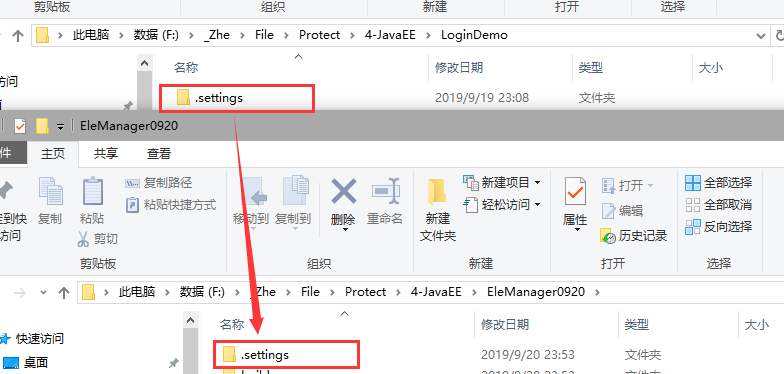 剪贴板 组织 新建 打开 选择
此电脑 数据 (F:) _Zhe File Protect 4-JavaEE LoginDemo
访问 名称 修改日期 类型 大小
.settings 2019/9/19 23:08 文件夹
EleManager0920
件 主页 共享 查看
复制 粘贴 复制路径 粘贴快捷方式 剪切 移动到 复制到 删除 重命名 新建文件夹 新建项目 轻松访问 属性 打开 编辑 历史记录 全部选择 全部取消 反向选择
剪贴板 组织 新建 打开 选择
此电脑 数据 (F:) _Zhe File Protect 4-JavaEE EleManager0920
快速访问 名称 修改日期 类型 大小
桌面 .settings 2019/9/20 23:53 文件夹